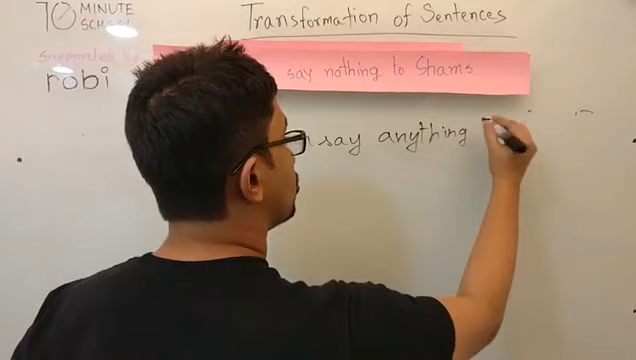 10 MINUTE
SCHOOL
Transformation of Sentences
robi
say nothing to Shams
say anything